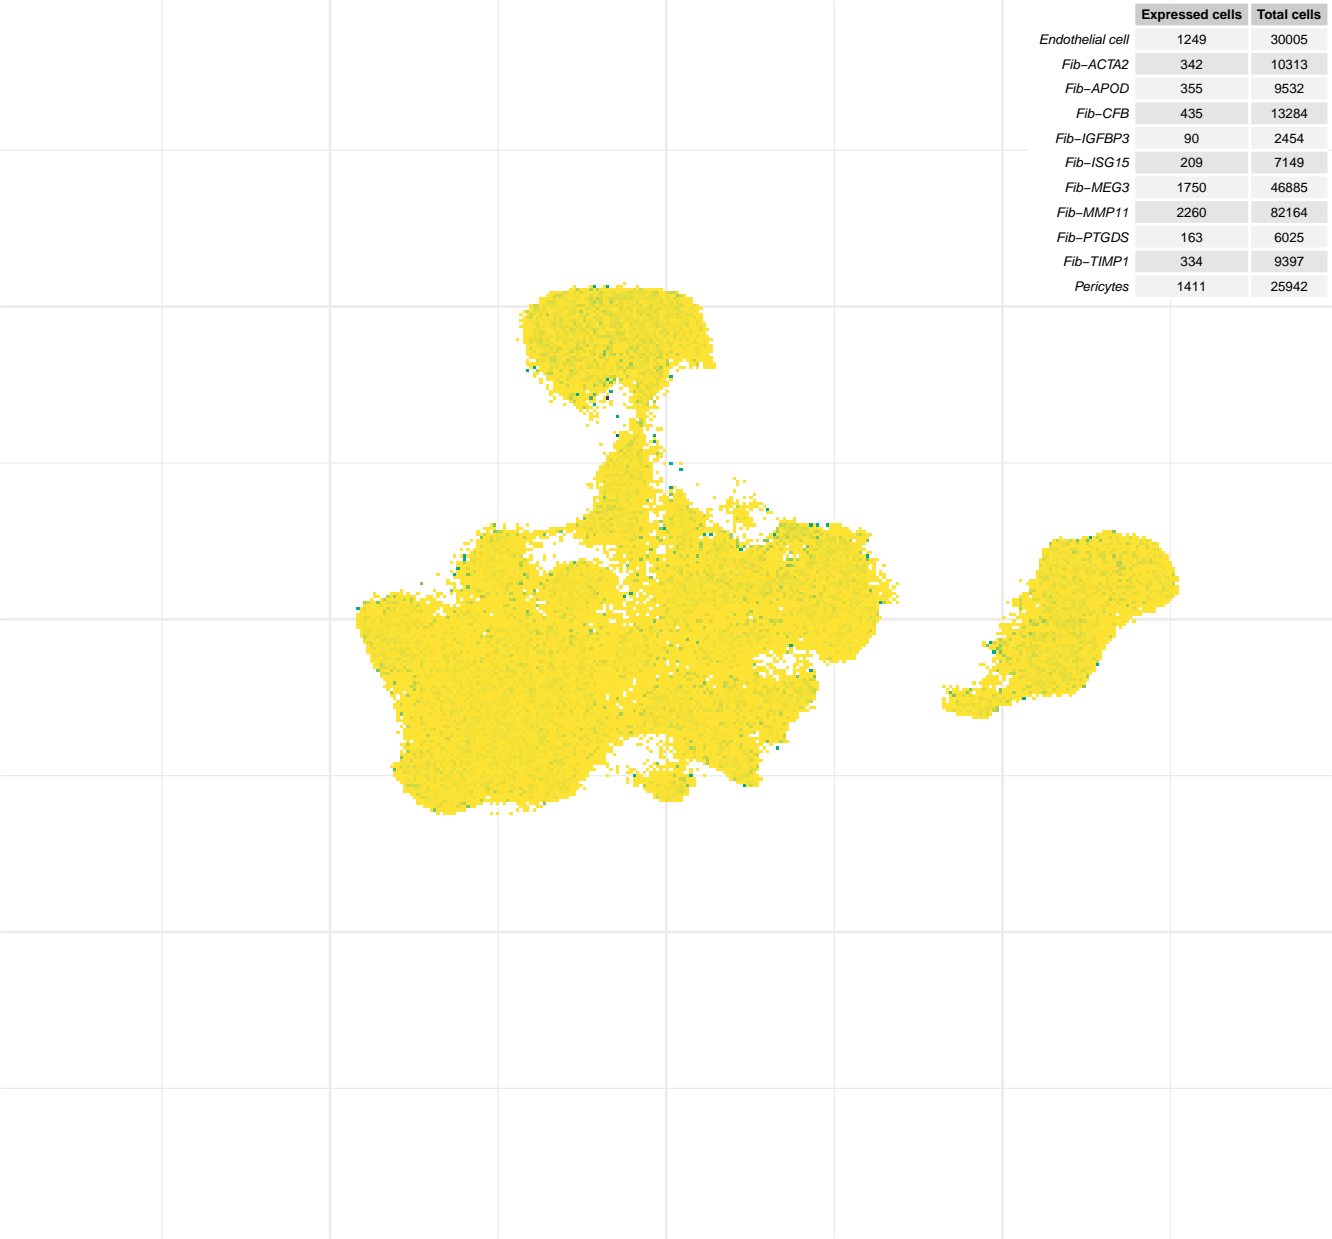 Expressed cells Total cells
Endothelial cell 1249 30005
Fib−ACTA2 342 10313
Fib−APOD 355 9532
Fib−CFB 435 13284
Fib−IGFBP3 90 2454
Fib−ISG15 209 7149
Fib−MEG3 1750 46885
Fib−MMP11 2260 82164
Fib−PTGDS 163 6025
Fib−TIMP1 334 9397
Pericytes 1411 25942